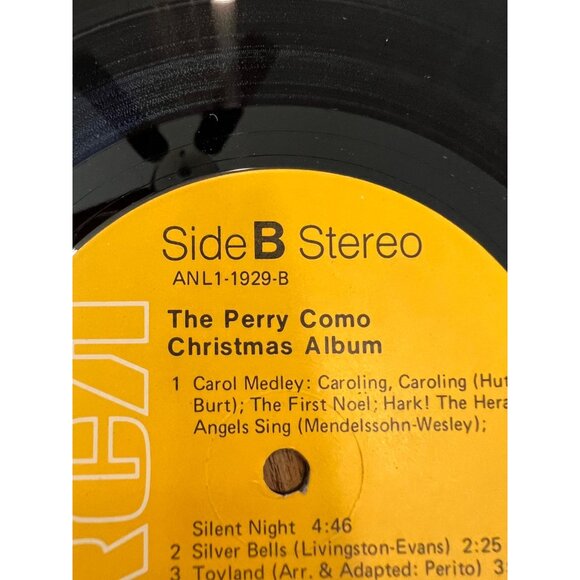 Side B Stereo
ANL1-1929-B
The Perry Como
Christmas Album
1 Carol Medley: Caroling, Caroling (Hut
Burt); The First Noel; Hark! The Hera
Angels Sing (Mendelssohn-Wesley);
Silent Night 4:46
2 Silver Bells (Livingston-Evans) 2:25
3 Toyland (Arr. & Adapted: Perito) 3:
RCA